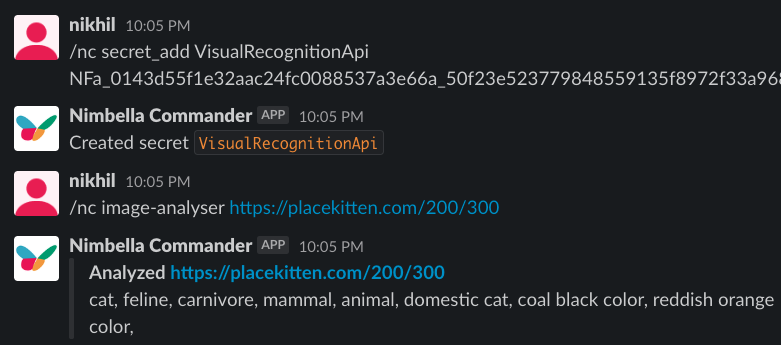 nikhil 10:05 PM
/nc secret_add VisualRecognitionApi
NFa_0143d55f1e32aac24fc0088537a3e66a_50f23e523779848559135f8972f33a968
Nimbella Commander APP 10:05 PM
Created secret VisualRecognitionApi
nikhil 10:05 PM
/nc image-analyser https://placekitten.com/200/300
Nimbella Commander APP 10:05 PM
Analyzed https://placekitten.com/200/300
cat, feline, carnivore, mammal, animal, domestic cat, coal black color, reddish orange
color,